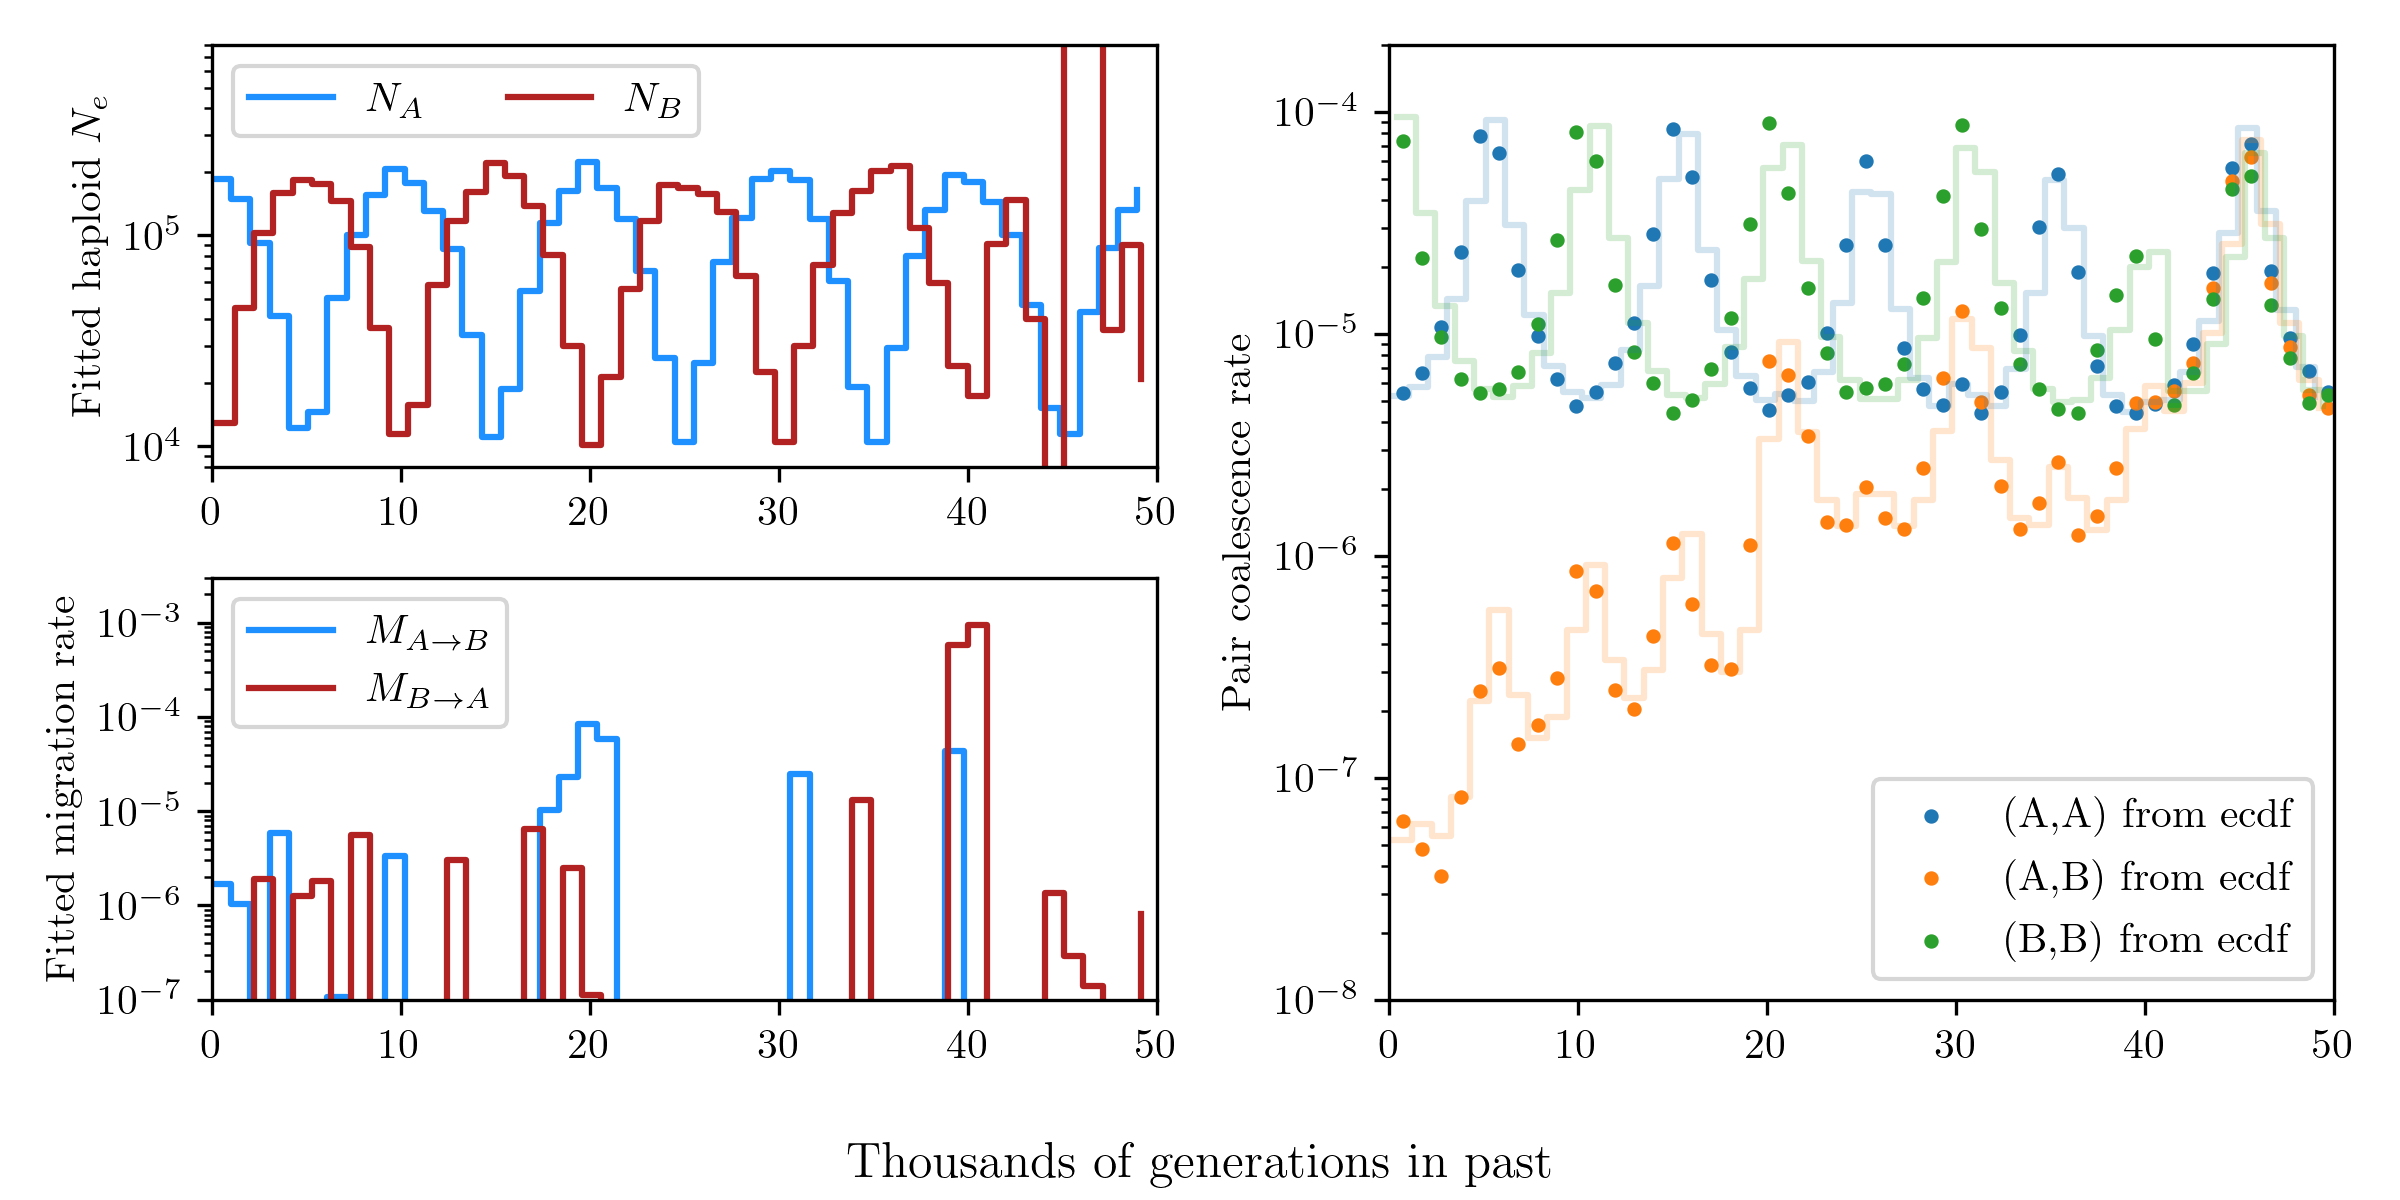 Fitted haploid $N_e$
$10^5$
$10^4$
$N_A$ $N_B$
0 10 20 30 40 50
Fitted migration rate
$10^{-3}$
$10^{-4}$
$10^{-5}$
$10^{-6}$
$10^{-7}$
$M_{A→B}$
$M_{B→A}$
0 10 20 30 40 50
Pair coalescence rate
$10^{-4}$
$10^{-5}$
$10^{-6}$
$10^{-7}$
$10^{-8}$
(A,A) from ecdf
(A,B) from ecdf
(B,B) from ecdf
0 10 20 30 40 50
Thousands of generations in past